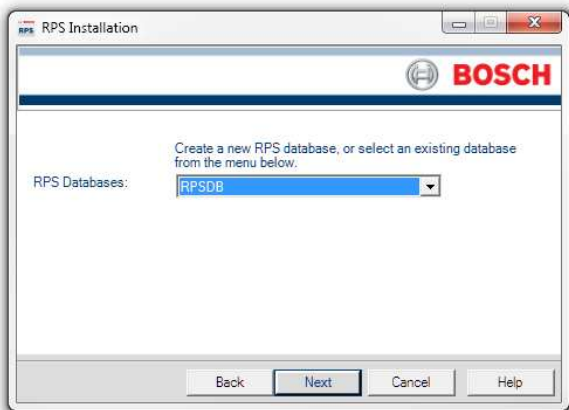 RPS
RPS Installation
BOSCH
Create a new RPS database, or select an existing database
from the menu below.
RPS Databases:
RPSDB
Back
Next
Cancel
Help